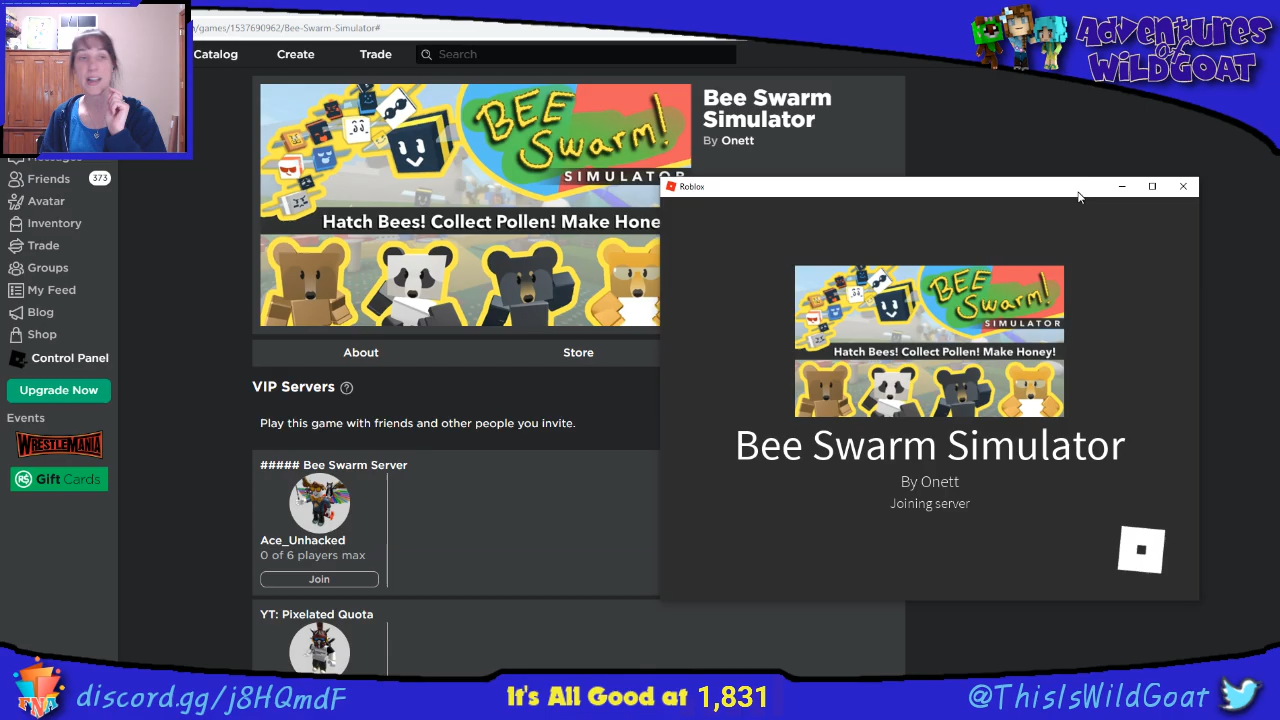 /games/1537690962/Bee-Swarm-Simulator#
Catalog
Create
Trade
Search
Adventures
of
WildGoat
BEE
Swarm!
SIMULATOR
Hatch Bees! Collect Pollen! Make Hone
Bee Swarm
Simulator
By Onett
Messages
Friends
373
Avatar
Inventory
Trade
Groups
My Feed
Blog
Shop
Control Panel
Upgrade Now
Events
WRESTLEMANIA
Gift Cards
About
Store
VIP Servers
Play this game with friends and other people you invite.
##### Bee Swarm Server
Ace_Unhacked
0 of 6 players max
Join
YT: Pixelated Quota
Roblox
BEE
Swarm!
SIMULATOR
Hatch Bees! Collect Pollen! Make Honey!
Bee Swarm Simulator
By Onett
Joining server
FNA
discord.gg/j8HQmdF
It's All Good at 1,831
@ThisIsWildGoat